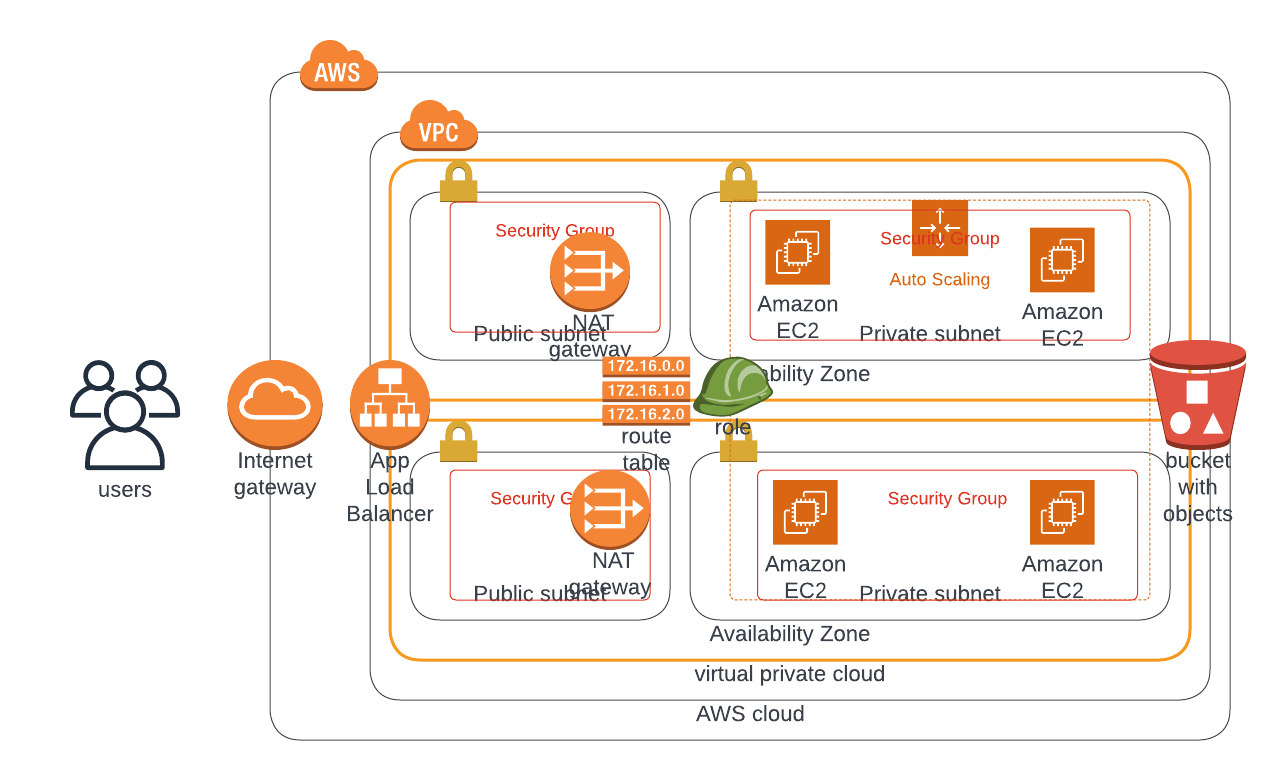 AWS
VPC
Security Group
NAT
gateway
Public subnet
Security Group
Auto Scaling
Amazon
EC2
Amazon
EC2
Private subnet
ability Zone
172.16.0.0
172.16.1.0
172.16.2.0
route
table
role
users
Internet
gateway
App
Load
Balancer
bucket
with
objects
Security G
NAT
gateway
Public subnet
Security Group
Amazon
EC2
Amazon
EC2
Private subnet
Availability Zone
virtual private cloud
AWS cloud